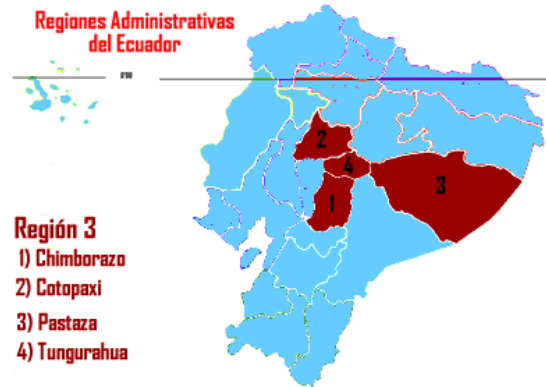 Regiones Administrativas
del Ecuador
2
4
3
1
Región 3
1) Chimborazo
2) Cotopaxi
3) Pastaza
4) Tungurahua